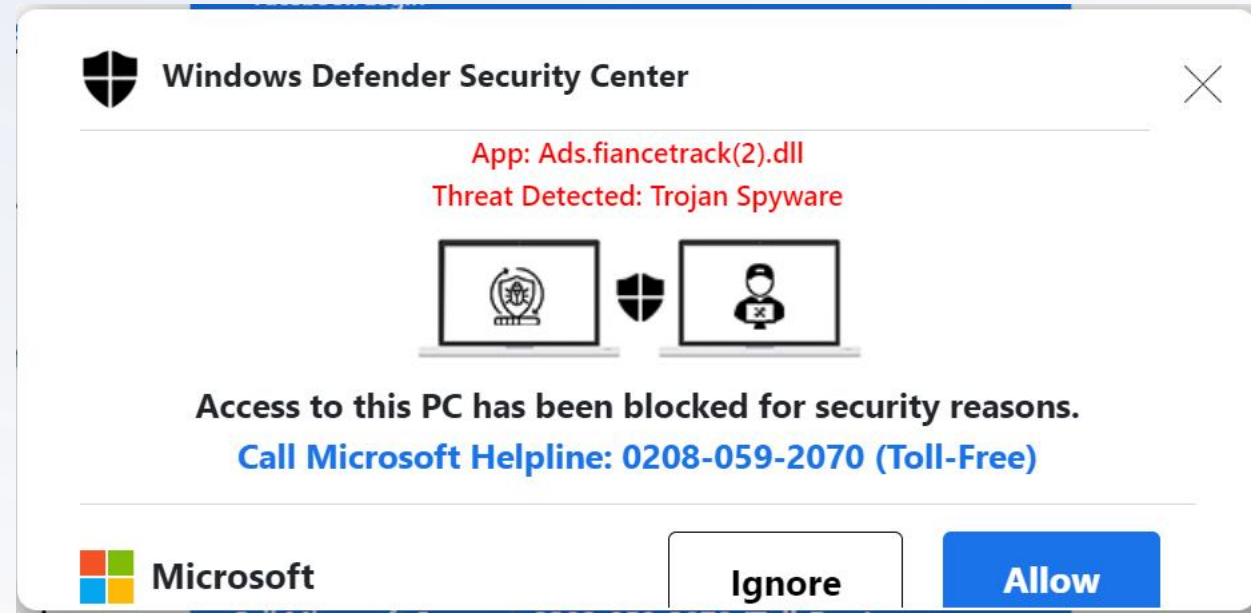 Windows Defender Security Center
App: Ads.fiancetrack(2).dll
Threat Detected: Trojan Spyware
Access to this PC has been blocked for security reasons.
Call Microsoft Helpline: 0208-059-2070 (Toll-Free)
Microsoft
Ignore
Allow